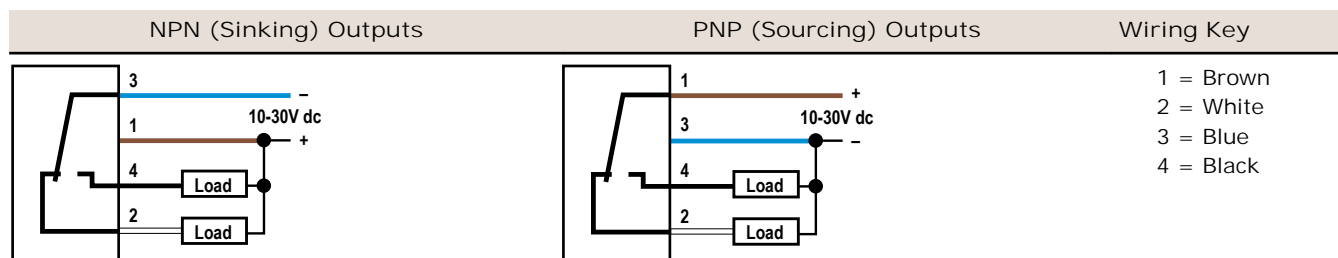 NPN (Sinking) Outputs
PNP (Sourcing) Outputs
Wiring Key
3
–
10-30V dc
1
+
4
Load
2
Load
1
+
10-30V dc
3
–
4
Load
2
Load
1 = Brown
2 = White
3 = Blue
4 = Black